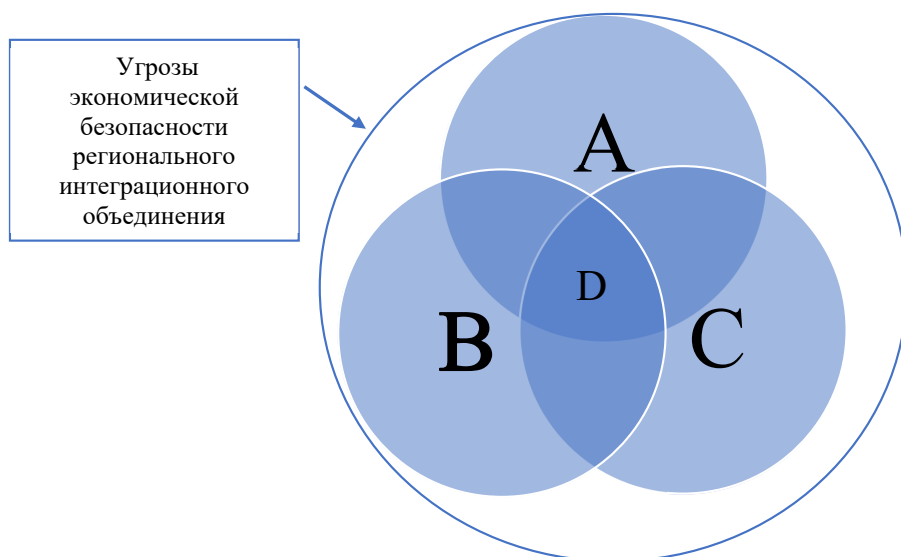 Угрозы
экономической
безопасности
регионального
интеграционного
объединения
A
D
B
C